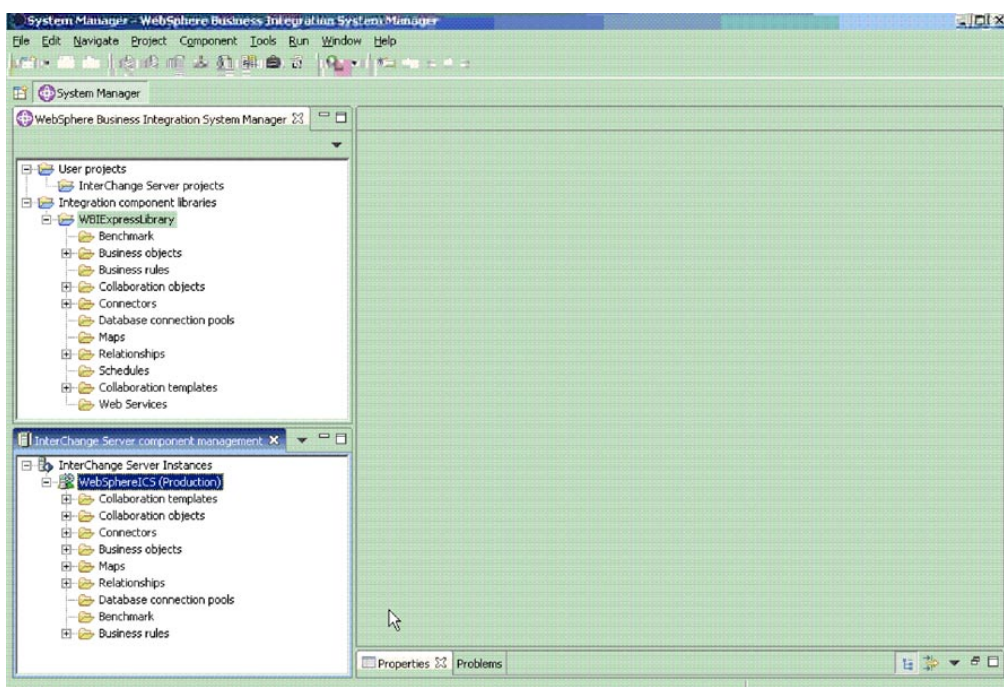 System Manager - WebSphere Business Integration System Manager
File Edit Navigate Project Component Tools Run Window Help
System Manager
WebSphere Business Integration System Manager
User projects
InterChange Server projects
Integration component libraries
WBIExpressLibrary
Benchmark
Business objects
Business rules
Collaboration objects
Connectors
Database connection pools
Maps
Relationships
Schedules
Collaboration templates
Web Services
InterChange Server component management
InterChange Server Instances
WebSphereICS (Production)
Collaboration templates
Collaboration objects
Connectors
Business objects
Maps
Relationships
Database connection pools
Benchmark
Business rules
Properties Problems